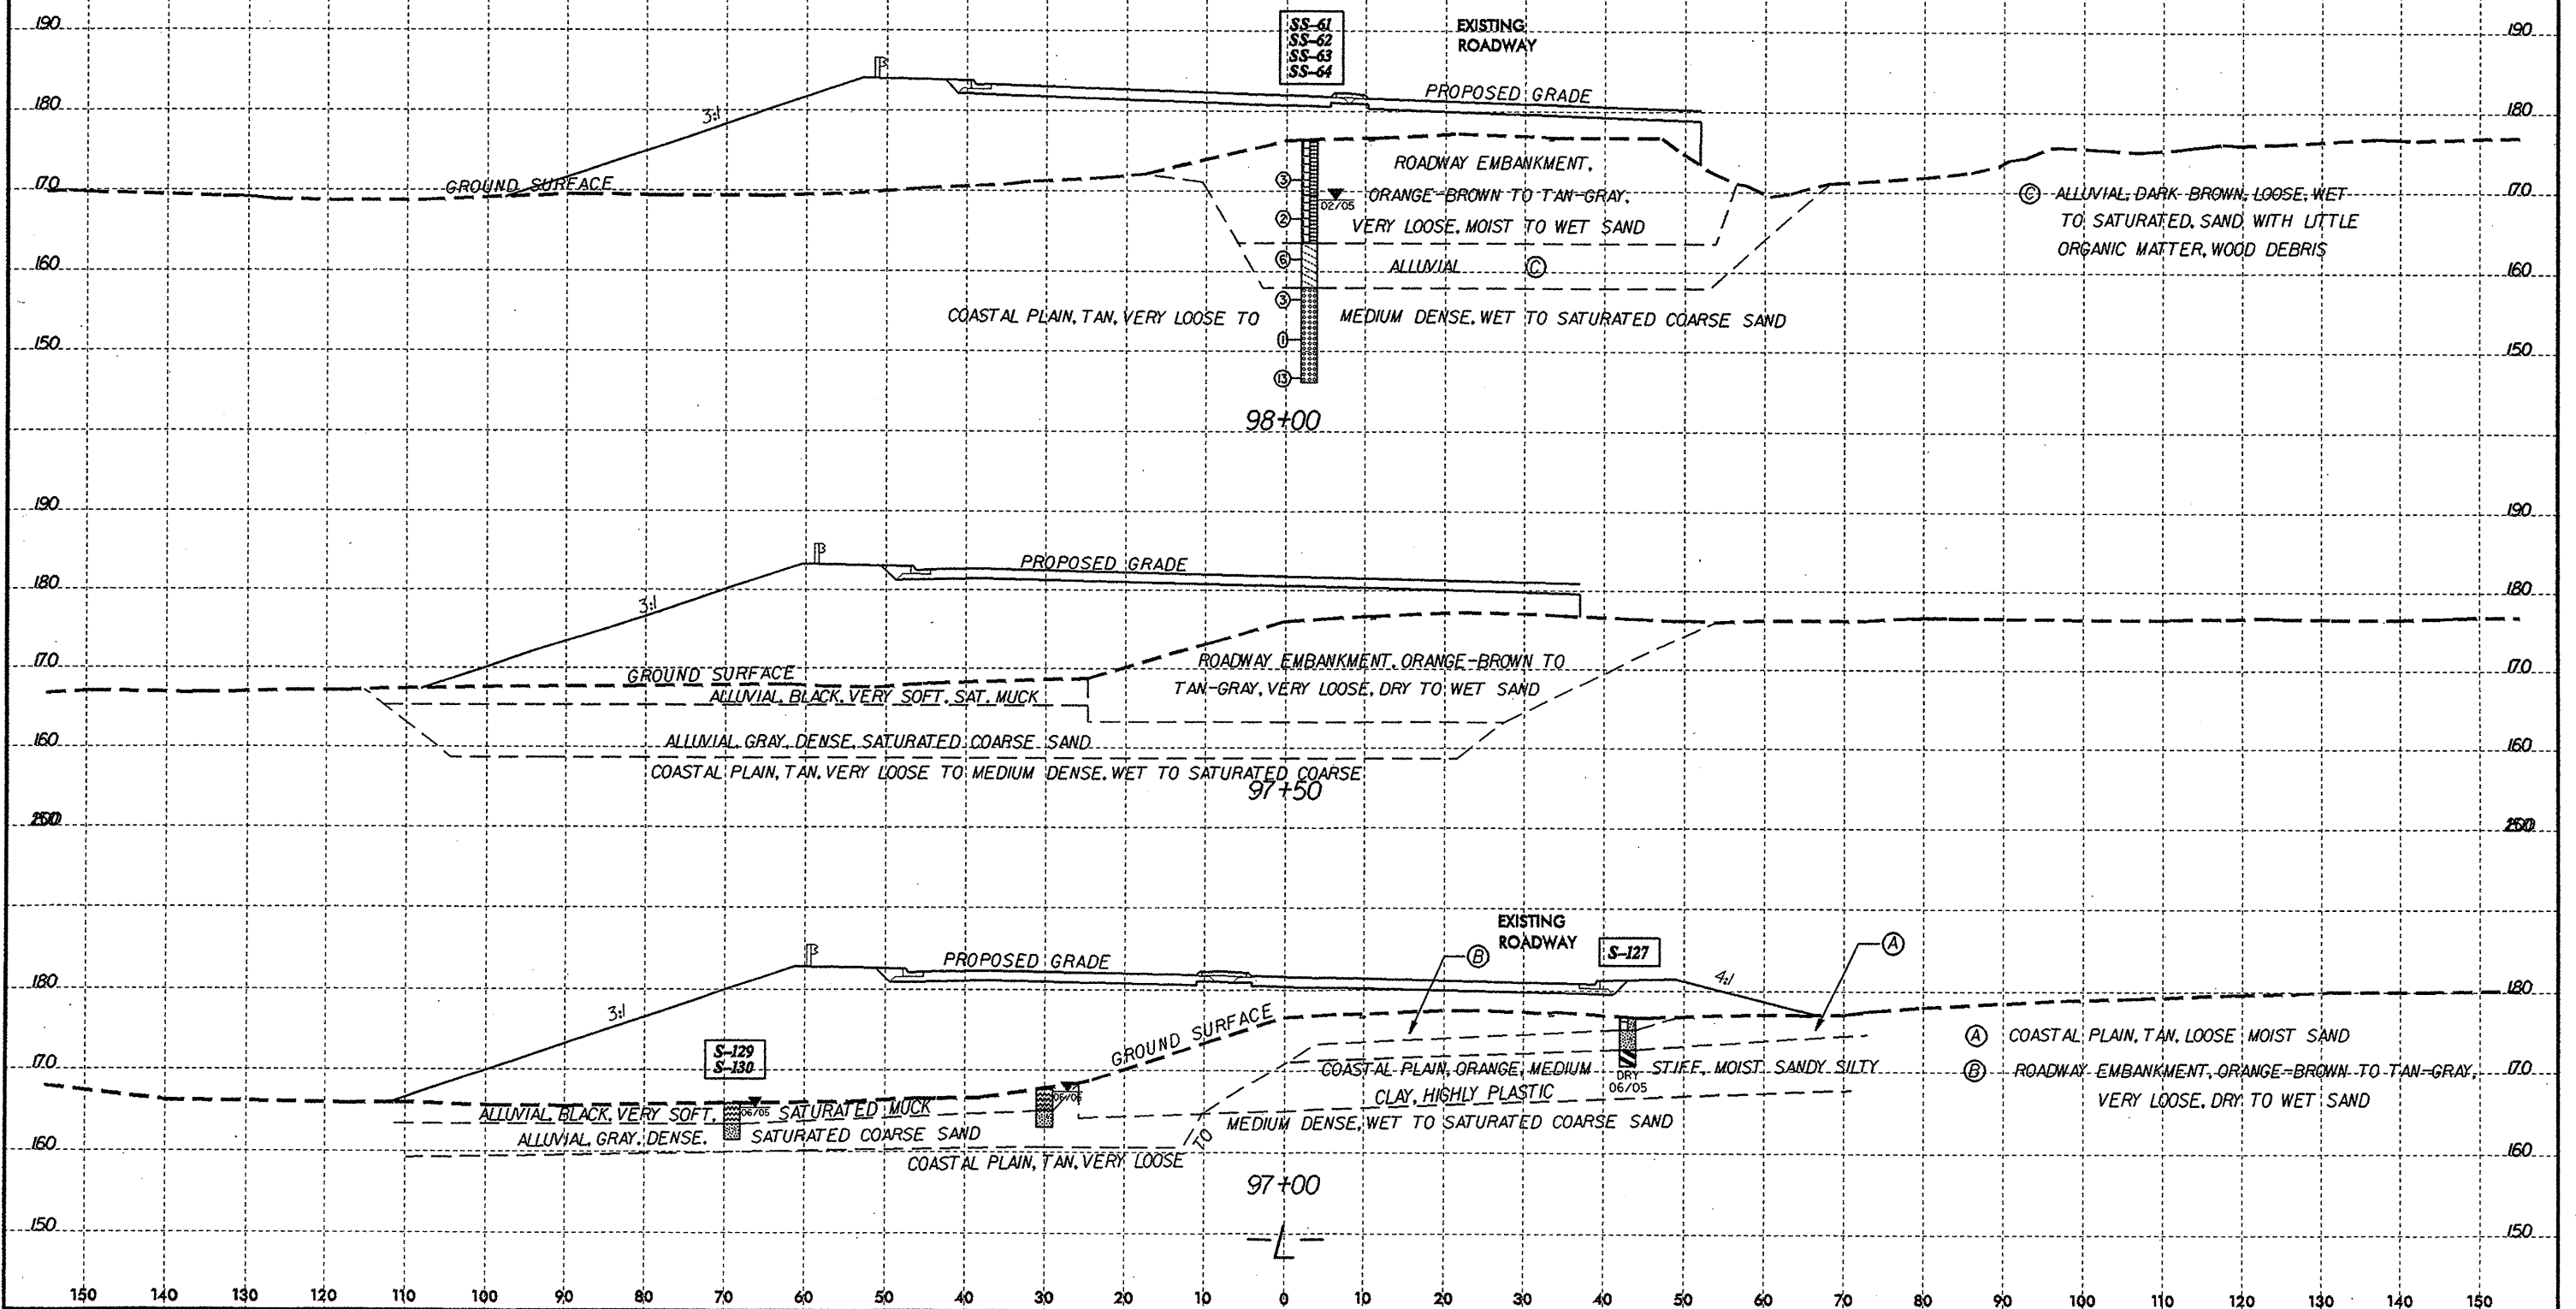 190 190
SS-61
SS-62
SS-63
SS-64
EXISTING
ROADWAY
PROPOSED GRADE
180 180
3:1
GROUND SURFACE
170 170
ROADWAY EMBANKMENT,
ORANGE-BROWN TO TAN-GRAY,
VERY LOOSE, MOIST TO WET SAND
02/05
3
2
6
3
1
13
ALLUVIAL C
C ALLUVIAL, DARK BROWN, LOOSE, WET
TO SATURATED, SAND WITH LITTLE
ORGANIC MATTER, WOOD DEBRIS
160 160
COASTAL PLAIN, TAN, VERY LOOSE TO MEDIUM DENSE, WET TO SATURATED COARSE SAND
150 150
98+00
190 190
PROPOSED GRADE
180 180
3:1
170 170
GROUND SURFACE
ALLUVIAL, BLACK, VERY SOFT, SAT. MUCK
ROADWAY EMBANKMENT, ORANGE-BROWN TO
TAN-GRAY, VERY LOOSE, DRY TO WET SAND
160 160
ALLUVIAL, GRAY, DENSE, SATURATED COARSE SAND
COASTAL PLAIN, TAN, VERY LOOSE TO MEDIUM DENSE, WET TO SATURATED COARSE
97+50
EXISTING
ROADWAY
S-127
A
B
PROPOSED GRADE
180 180
3:1
4:1
GROUND SURFACE
A COASTAL PLAIN, TAN, LOOSE MOIST SAND
S-129
S-130
170 170
COASTAL PLAIN, ORANGE, MEDIUM STIFF, MOIST SANDY SILTY
CLAY, HIGHLY PLASTIC
DRY
06/05
B ROADWAY EMBANKMENT, ORANGE-BROWN TO TAN-GRAY,
VERY LOOSE, DRY TO WET SAND
ALLUVIAL, BLACK, VERY SOFT, SATURATED MUCK
06/05
ALLUVIAL, GRAY, DENSE, SATURATED COARSE SAND
160 160
COASTAL PLAIN, TAN, VERY LOOSE TO MEDIUM DENSE, WET TO SATURATED COARSE SAND
97+00
150 150
L
150 140 130 120 110 100 90 80 70 60 50 40 30 20 10 0 10 20 30 40 50 60 70 80 90 100 110 120 130 140 150